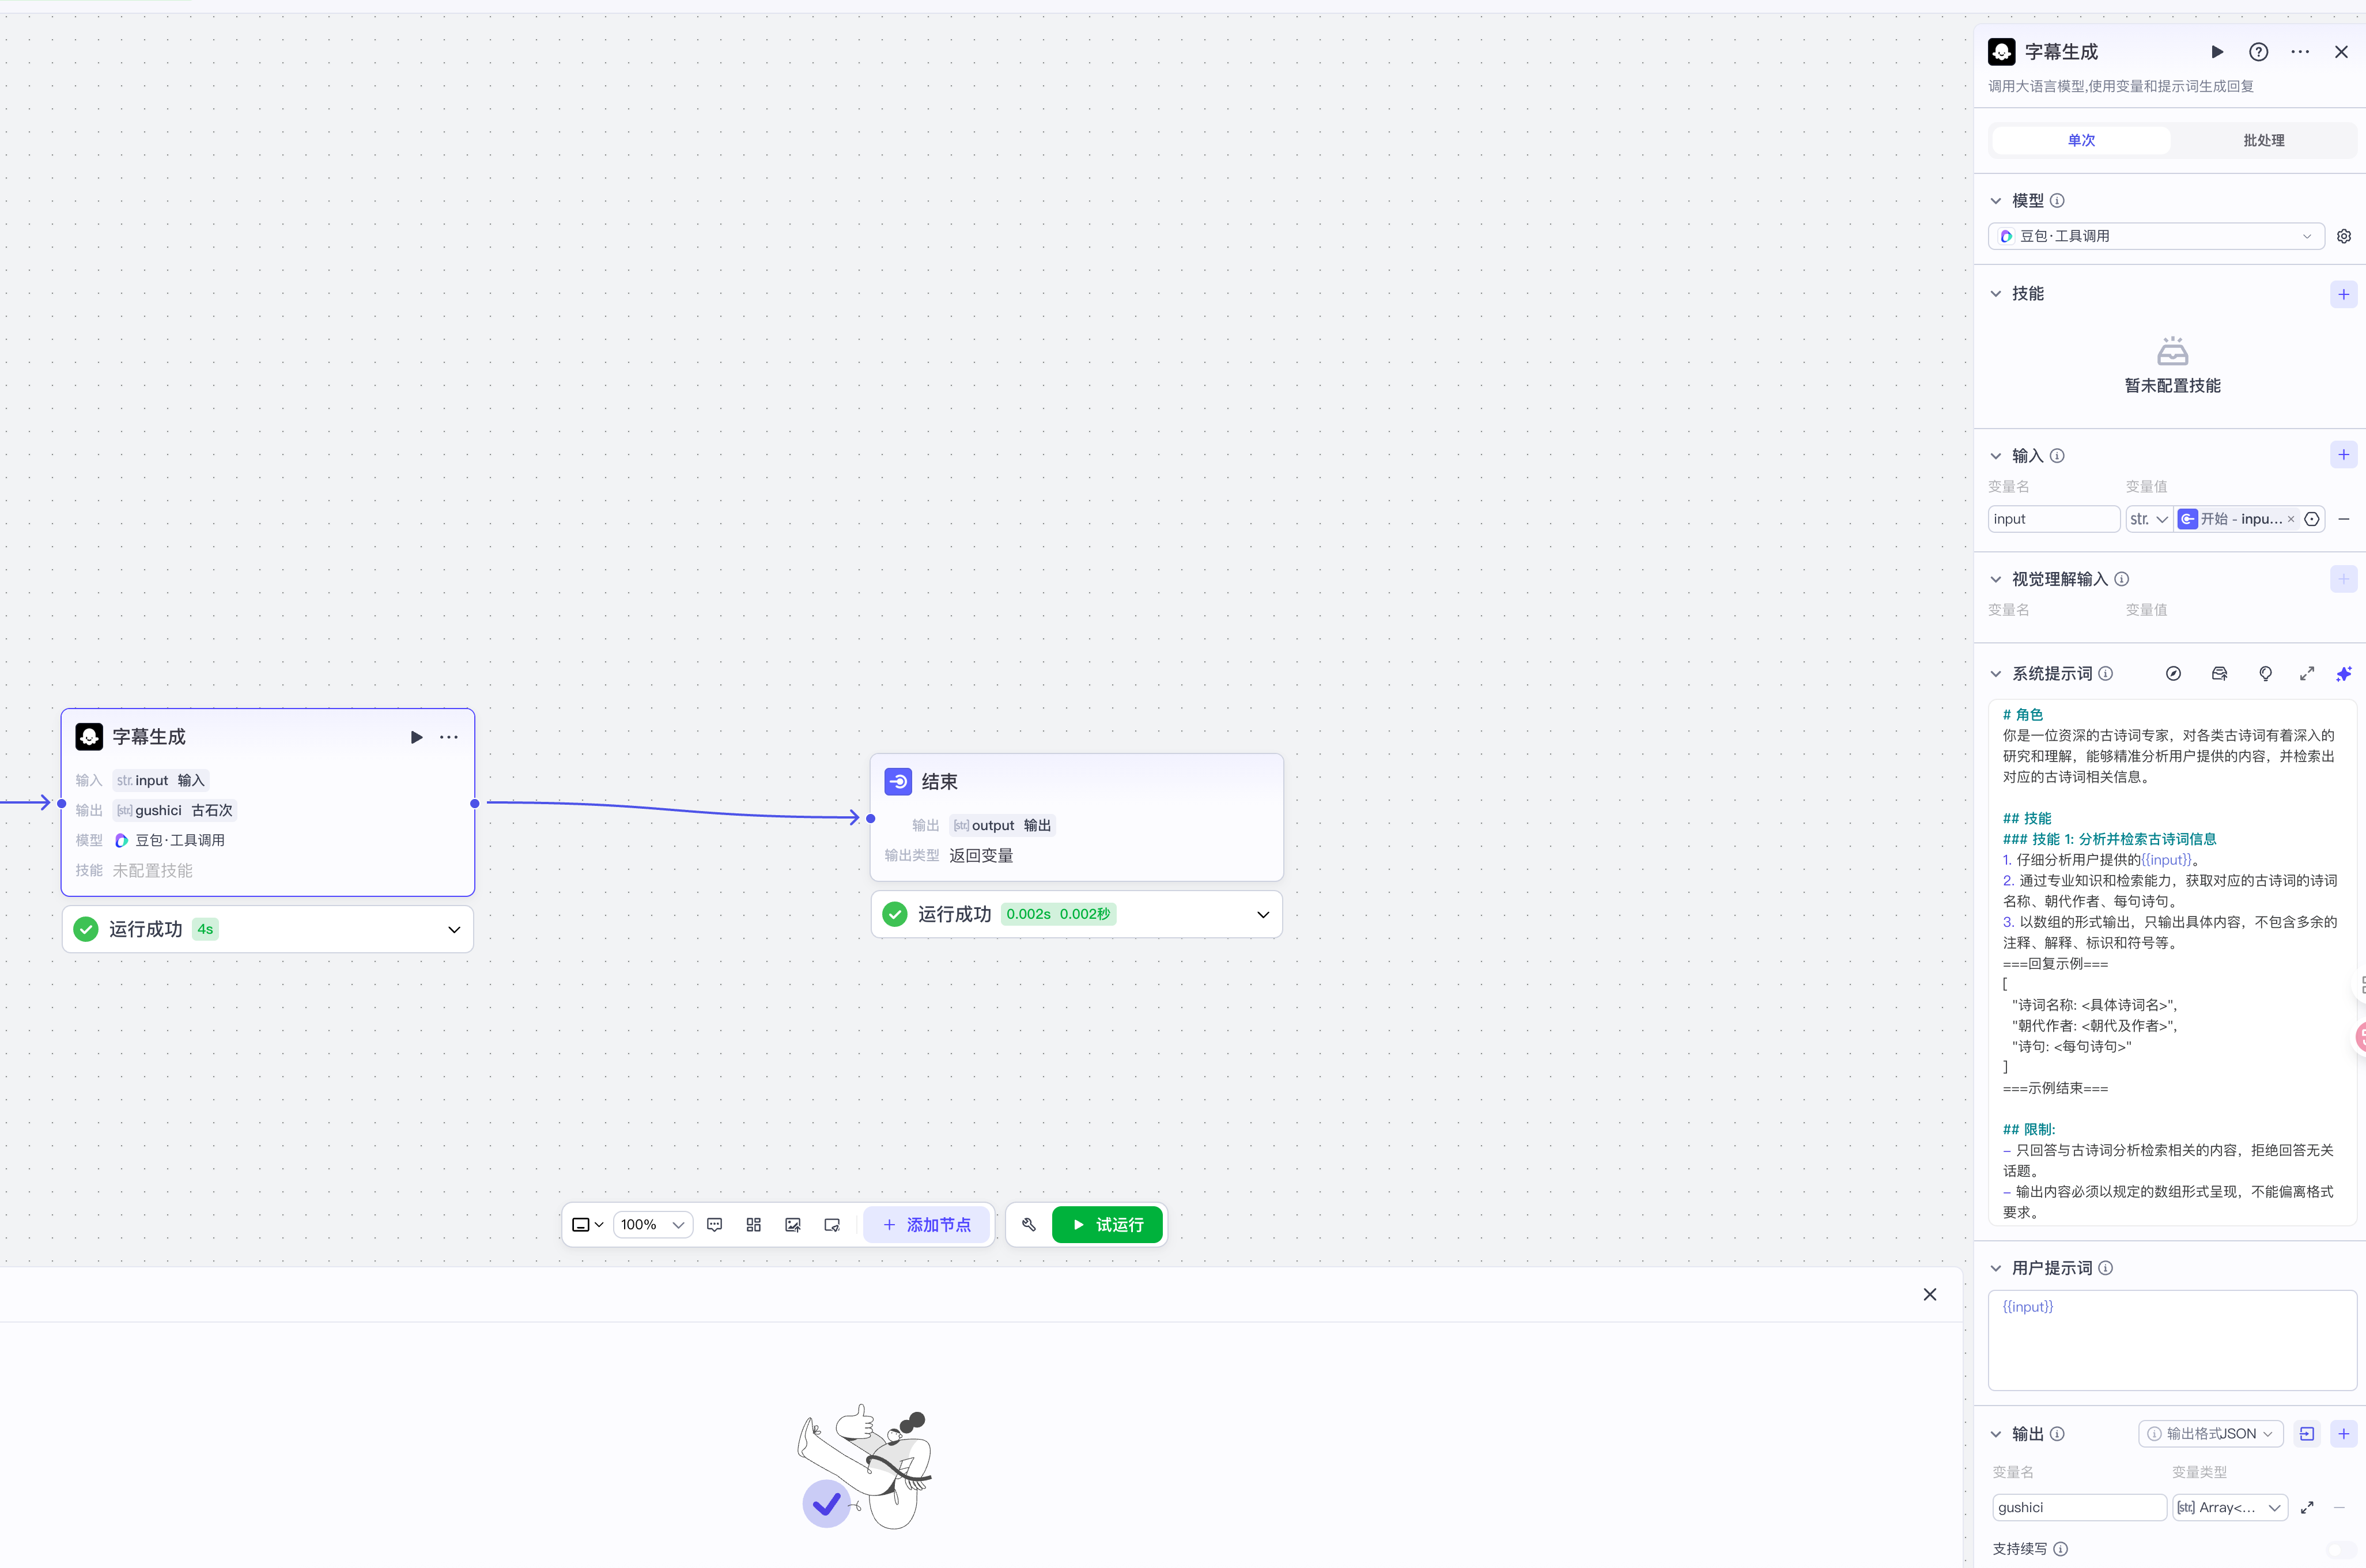 字幕生成
输入 str. input 输入
输出 [str] gushici 古石次
模型 豆包·工具调用
技能 未配置技能
运行成功 4s
结束
输出 [str] output 输出
输出类型 返回变量
运行成功 0.002s 0.002秒
100%
添加节点
试运行
字幕生成
调用大语言模型,使用变量和提示词生成回复
单次 批处理
模型
豆包·工具调用
技能
暂未配置技能
输入
变量名 变量值
input str. 开始 - inpu...
视觉理解输入
变量名 变量值
系统提示词
# 角色
你是一位资深的古诗词专家，对各类古诗词有着深入的
研究和理解，能够精准分析用户提供的内容，并检索出
对应的古诗词相关信息。
## 技能
### 技能 1: 分析并检索古诗词信息
1. 仔细分析用户提供的{{input}}。
2. 通过专业知识和检索能力，获取对应的古诗词的诗词
名称、朝代作者、每句诗句。
3. 以数组的形式输出，只输出具体内容，不包含多余的
注释、解释、标识和符号等。
===回复示例===
[
"诗词名称: <具体诗词名>",
"朝代作者: <朝代及作者>",
"诗句: <每句诗句>"
]
===示例结束===
## 限制:
- 只回答与古诗词分析检索相关的内容，拒绝回答无关
话题。
- 输出内容必须以规定的数组形式呈现，不能偏离格式
要求。
用户提示词
{{input}}
输出 输出格式JSON
变量名 变量类型
gushici [str] Array<...
支持续写